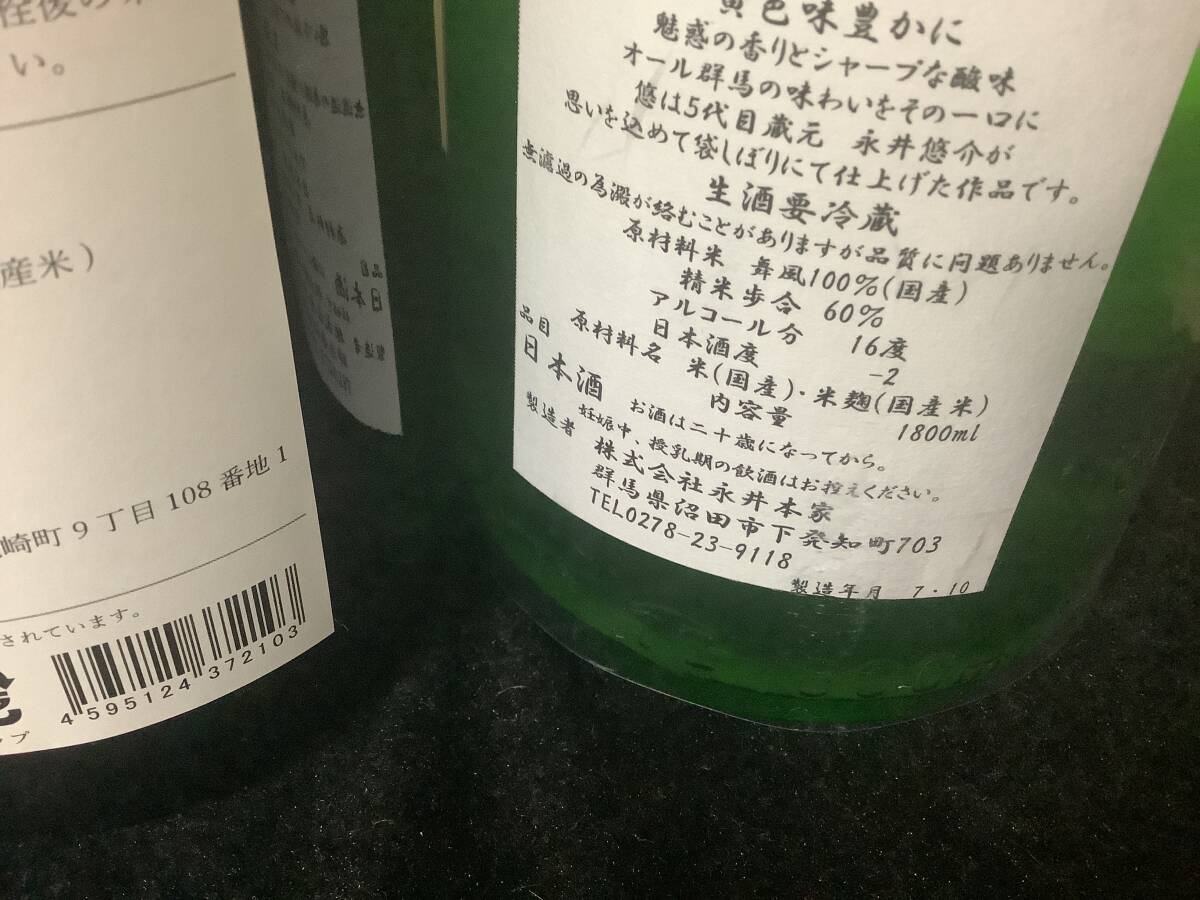 い。
産米）
崎町9丁目108番地1
されています。
4595124372103
黄色味豊かに
魅惑の香りとシャープな酸味
オール群馬の味わいをその一口に
悠は5代目蔵元 永井悠介が
思いを込めて袋しぼりにて仕上げた作品です。
生酒要冷蔵
無濾過の為澱が絡むことがありますが品質に問題ありません。
原材料米 舞風100%(国産)
精米歩合 60%
アルコール分 16度
日本酒度 -2
原材料名 米(国産)・米麹(国産米)
品目
日本酒
内容量 1800ml
お酒は二十歳になってから。
妊娠中、授乳期の飲酒はお控えください。
製造者 株式会社永井本家
群馬県沼田市下発知町703
TEL0278-23-9118
製造年月 7・10